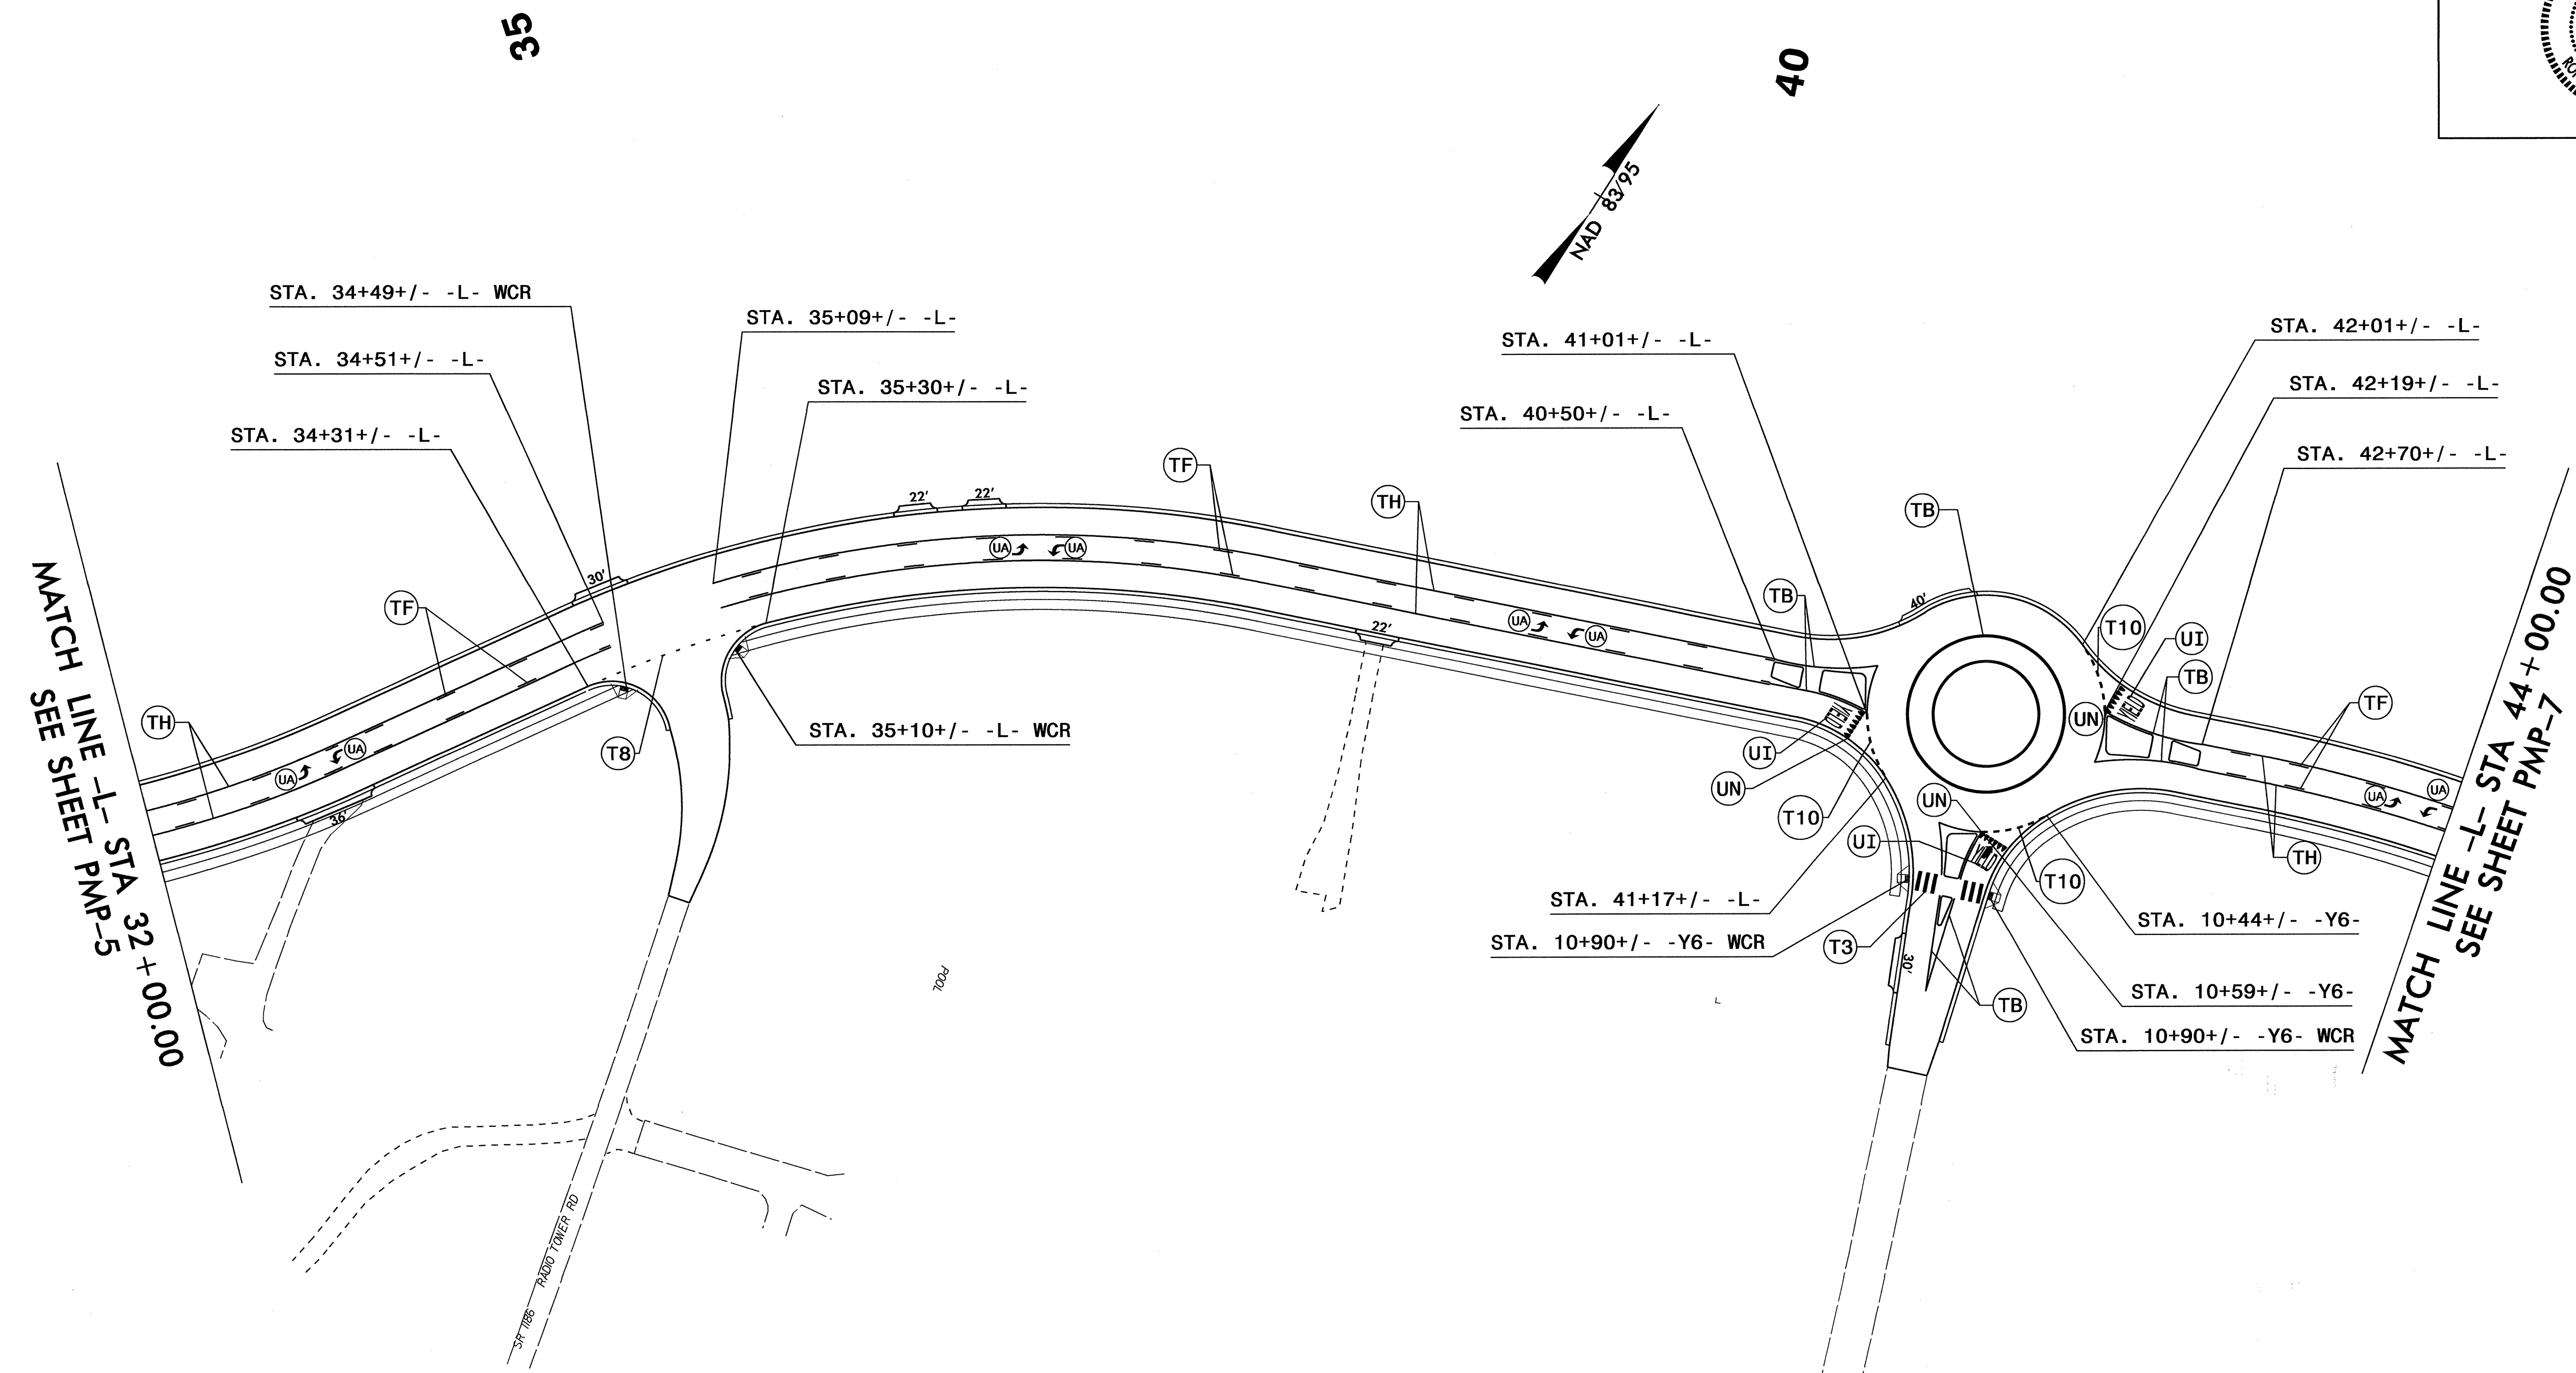 35
40
NAD 83/95
STA. 34+49+/- -L- WCR
STA. 34+51+/- -L-
STA. 34+31+/- -L-
STA. 35+09+/- -L-
STA. 35+30+/- -L-
STA. 41+01+/- -L-
STA. 40+50+/- -L-
STA. 42+01+/- -L-
STA. 42+19+/- -L-
STA. 42+70+/- -L-
MATCH LINE -L- STA 32+00.00
SEE SHEET PMP-5
TH
TF
UA
UA
36'
30'
T8
STA. 35+10+/- -L- WCR
22'
22'
UA
UA
TF
TH
22'
UA
UA
TB
TB
40'
YIELD
UI
UN
T10
T10
UI
YIELD
TB
UN
TF
UA
UA
TH
UN
UI
YIELD
T10
STA. 41+17+/- -L-
STA. 10+90+/- -Y6- WCR
T3
30'
TB
STA. 10+44+/- -Y6-
STA. 10+59+/- -Y6-
STA. 10+90+/- -Y6- WCR
MATCH LINE -L- STA 44+00.00
SEE SHEET PMP-7
POOL
SR 1186 RADIO TOWER RD